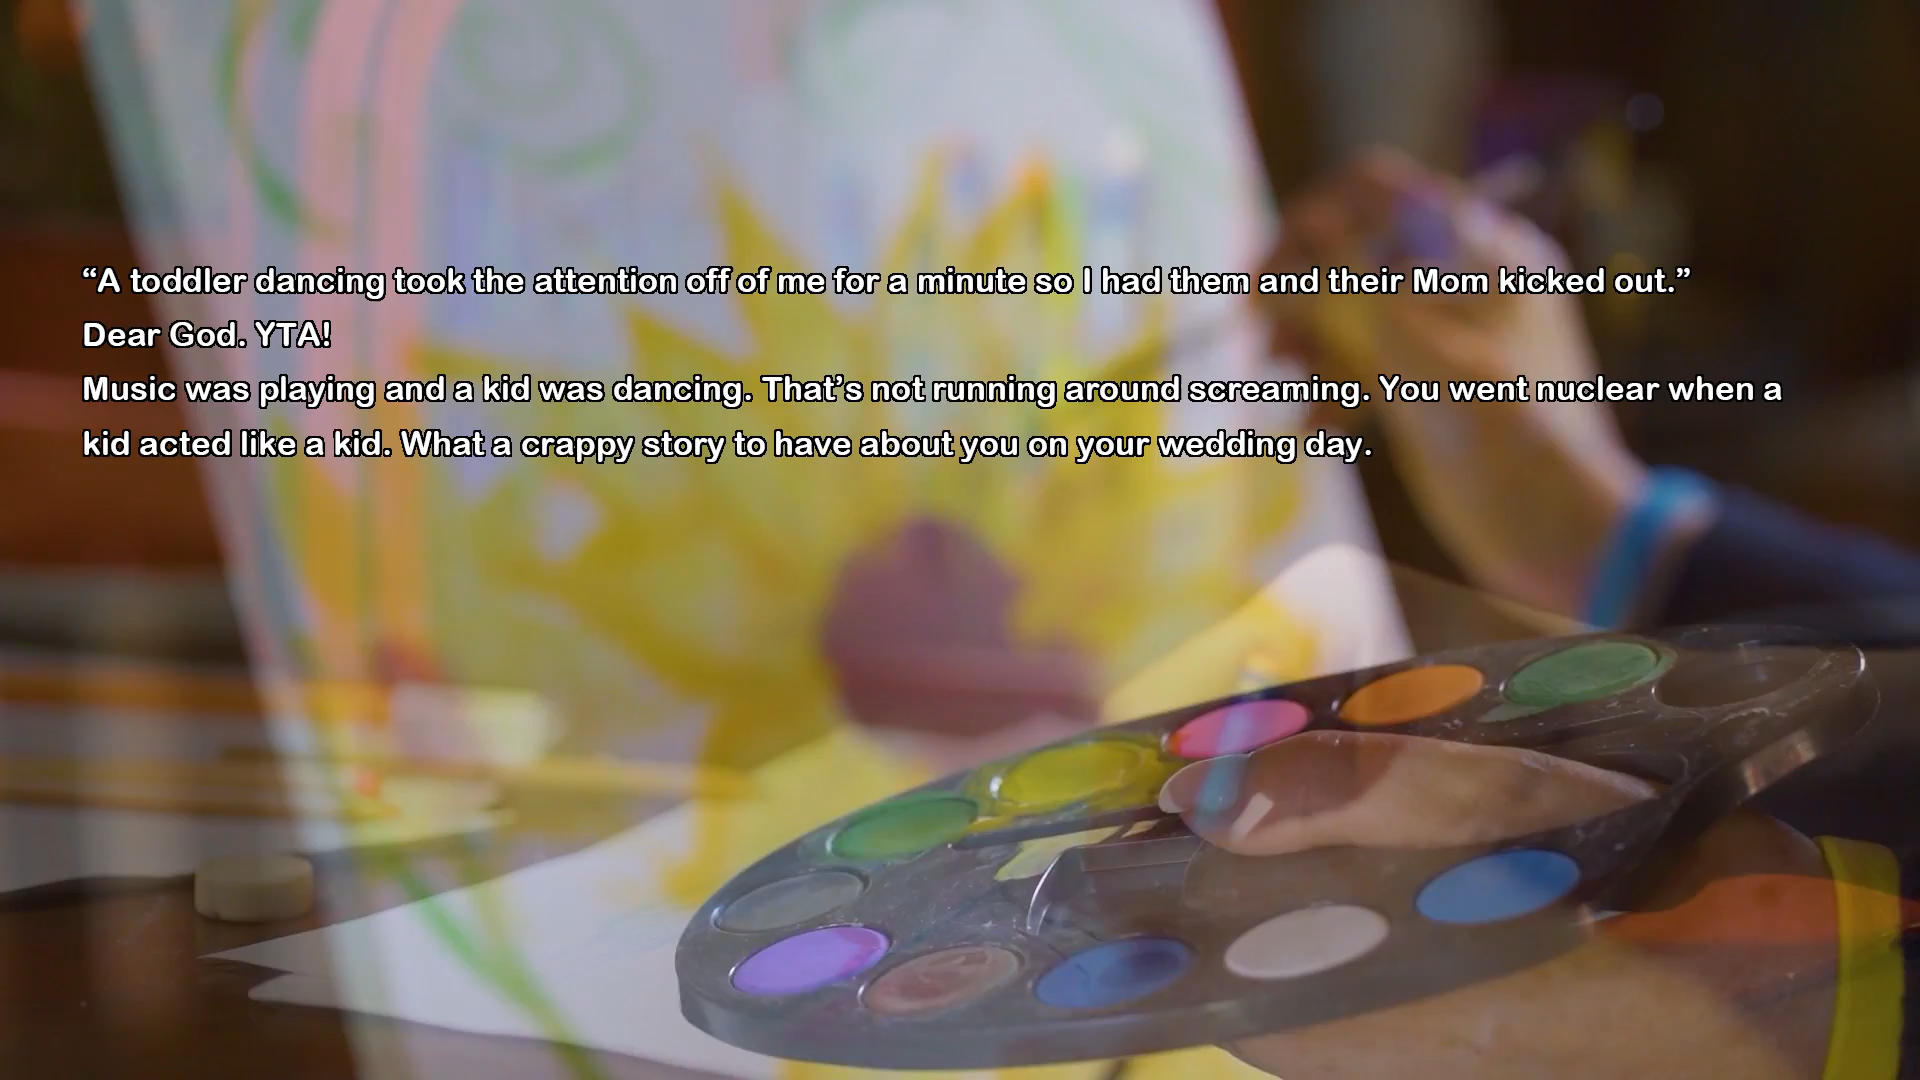 “A toddler dancing took the attention off of me for a minute so I had them and their Mom kicked out.”
Dear God. YTA!
Music was playing and a kid was dancing. That’s not running around screaming. You went nuclear when a
kid acted like a kid. What a crappy story to have about you on your wedding day.